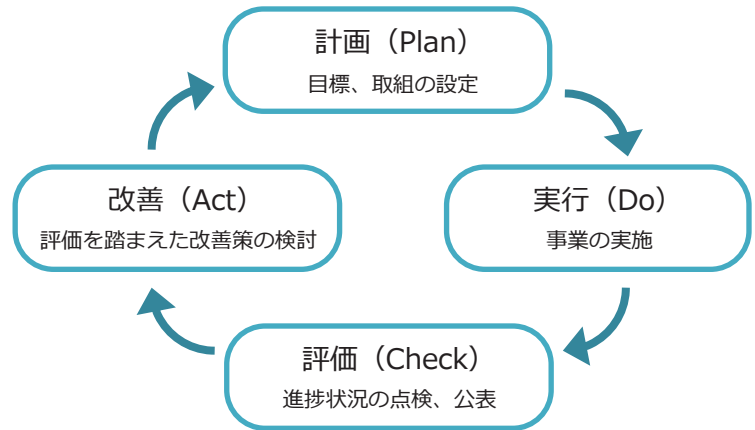 計画（Plan）
目標、取組の設定
実行（Do）
事業の実施
評価（Check）
進捗状況の点検、公表
改善（Act）
評価を踏まえた改善策の検討